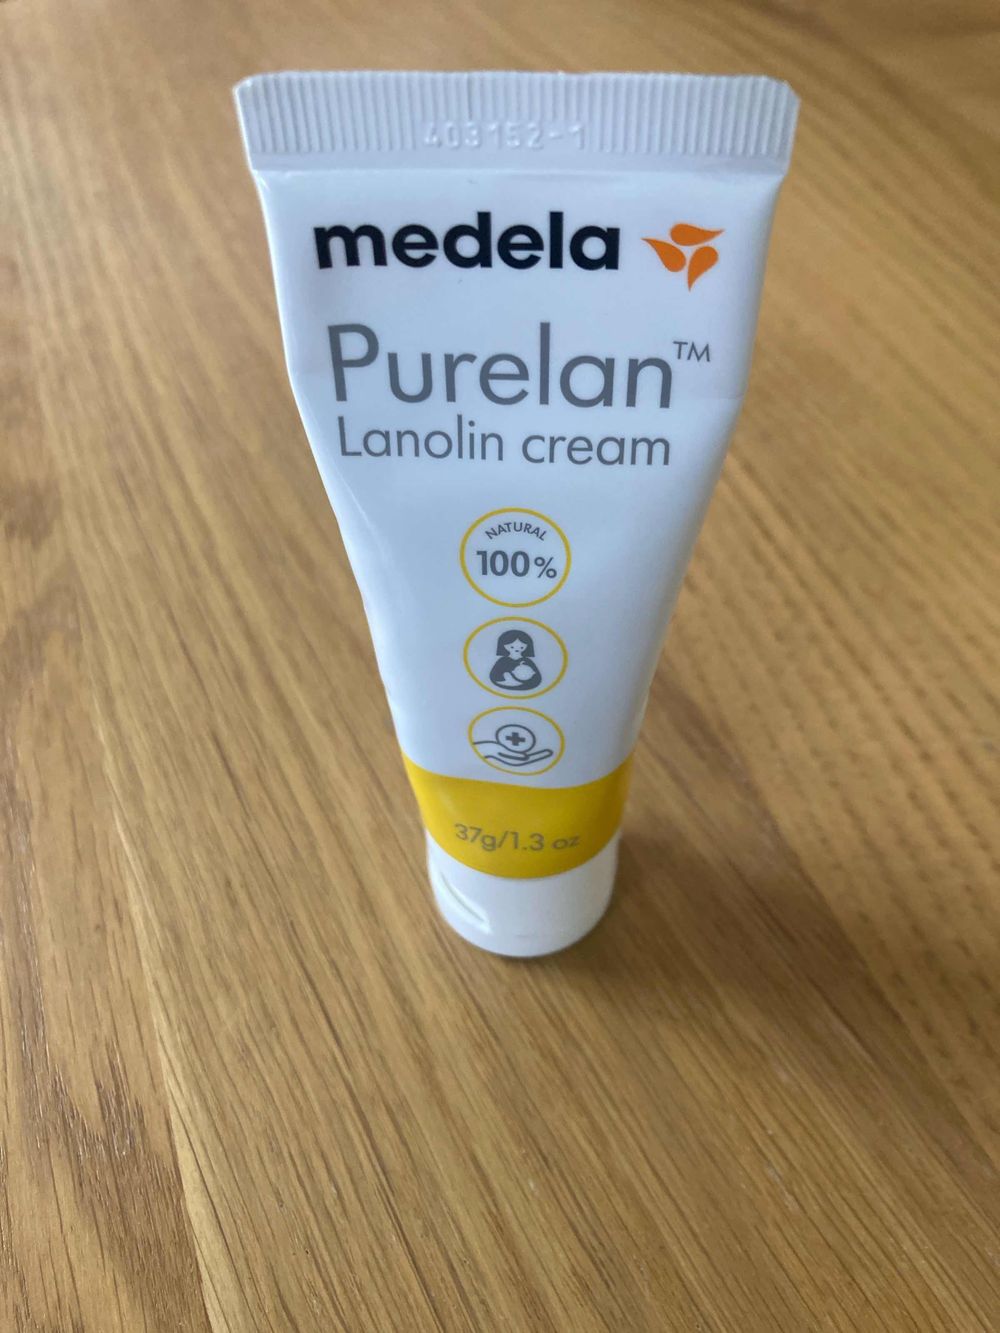 403152-1
medela
Purelan™
Lanolin cream
NATURAL
100%
37g/1.3 oz